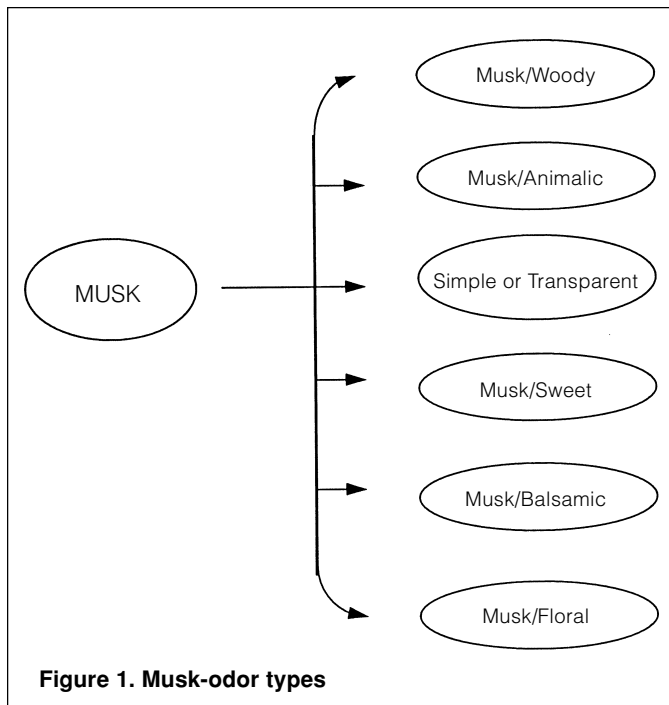 Musk/Woody
Musk/Animalic
MUSK
Simple or Transparent
Musk/Sweet
Musk/Balsamic
Musk/Floral
Figure 1. Musk-odor types